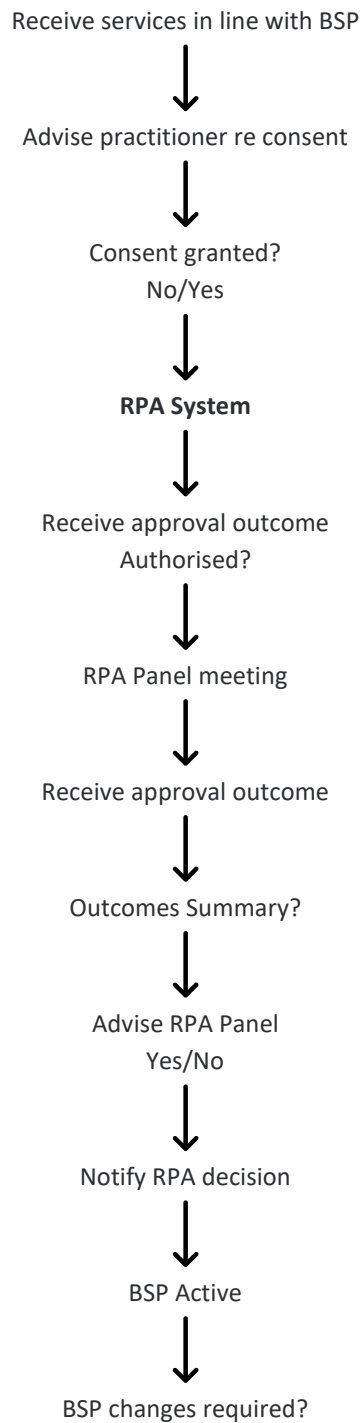 Receive services in line with BSP
Advise practitioner re consent
Consent granted?
No/Yes
RPA System
Receive approval outcome
Authorised?
RPA Panel meeting
Receive approval outcome
Outcomes Summary?
Advise RPA Panel
Yes/No
Notify RPA decision
BSP Active
BSP changes required?